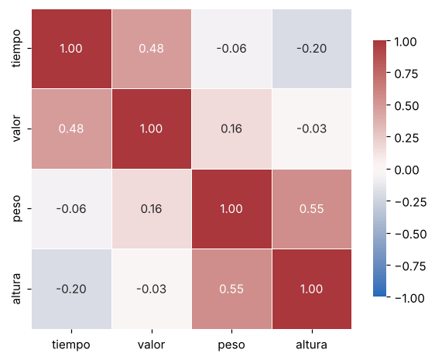 tiempo 1.00 0.48 -0.06 -0.20
valor 0.48 1.00 0.16 -0.03
peso -0.06 0.16 1.00 0.55
altura -0.20 -0.03 0.55 1.00
tiempo valor peso altura
1.00
0.75
0.50
0.25
0.00
−0.25
−0.50
−0.75
−1.00